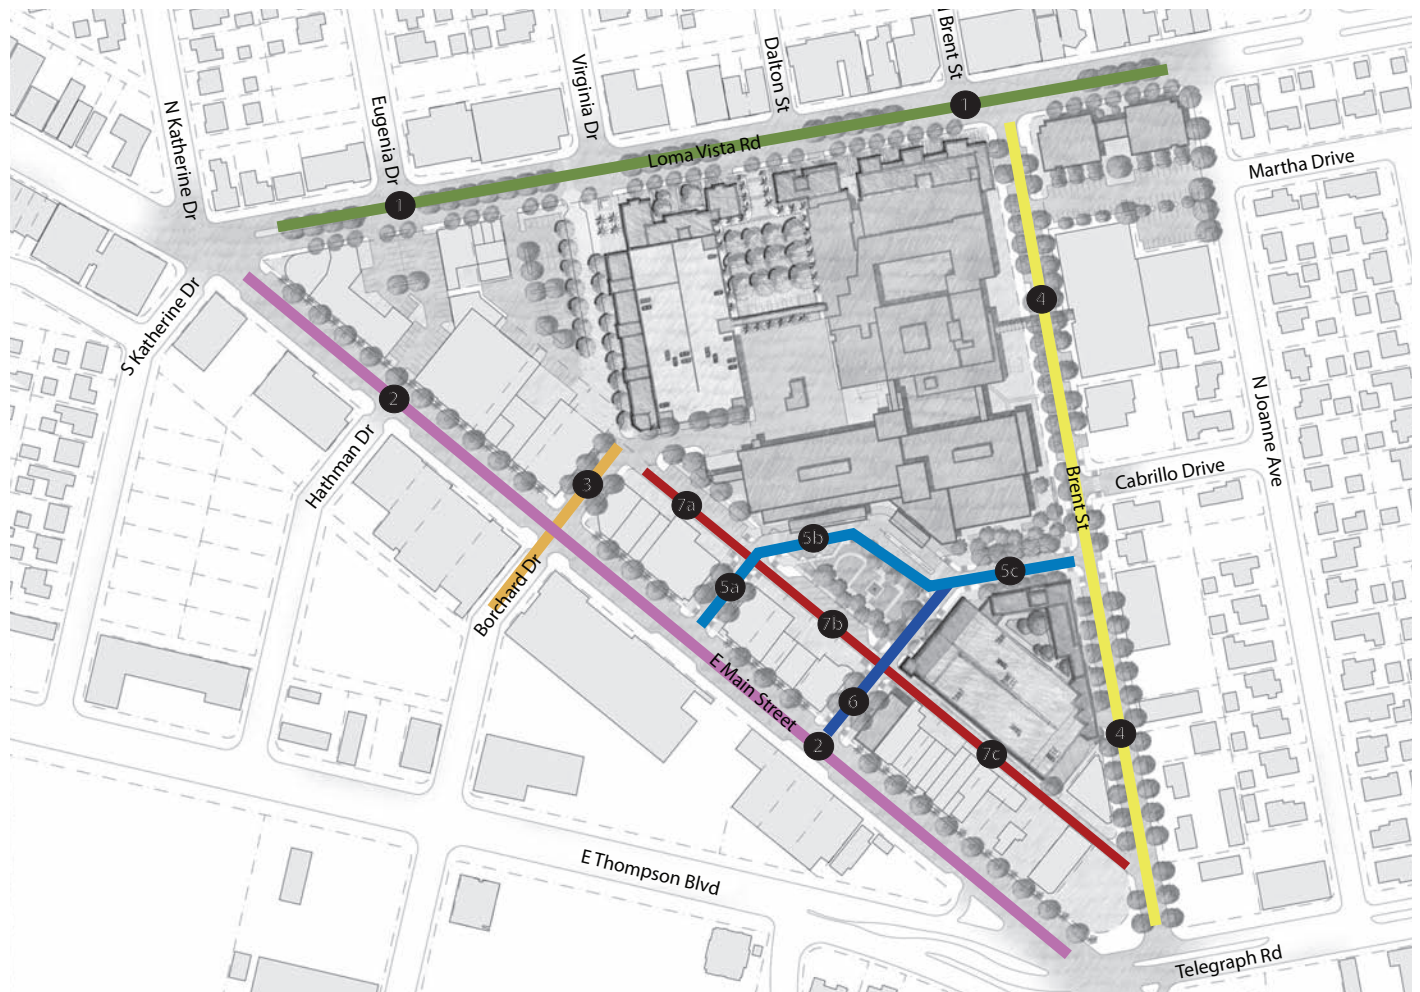 N Brent St
Dalton St
Virginia Dr
Eugenia Dr
N Katherine Dr
1
Loma Vista Rd
1
Martha Drive
S Katherine Dr
4
2
Hathman Dr
N Joanne Ave
Cabrillo Drive
Brent St
3
7a
5b
5c
5a
Borchard Dr
7b
E Main Street
6
2
4
7c
E Thompson Blvd
Telegraph Rd